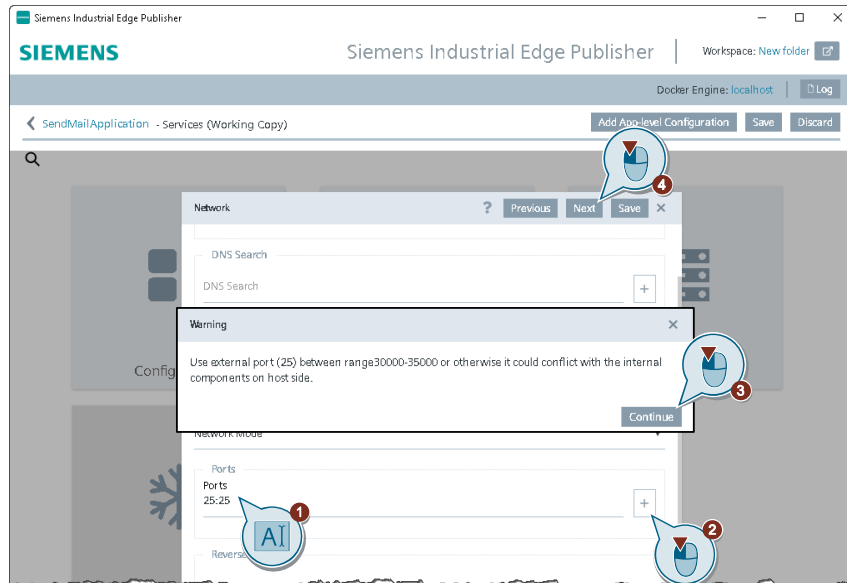 Siemens Industrial Edge Publisher
SIEMENS
Siemens Industrial Edge Publisher
Workspace: New folder
Docker Engine: localhost
Log
SendMailApplication - Services (Working Copy)
Add App-level Configuration
Save
Discard
4
Network
?
Previous
Next
Save
DNS Search
DNS Search
+
Warning
Config
Use external port (25) between range30000-35000 or otherwise it could conflict with the internal
components on host side.
3
Continue
Network Mode
Ports
Ports
25:25
+
1
A
2
Reverse